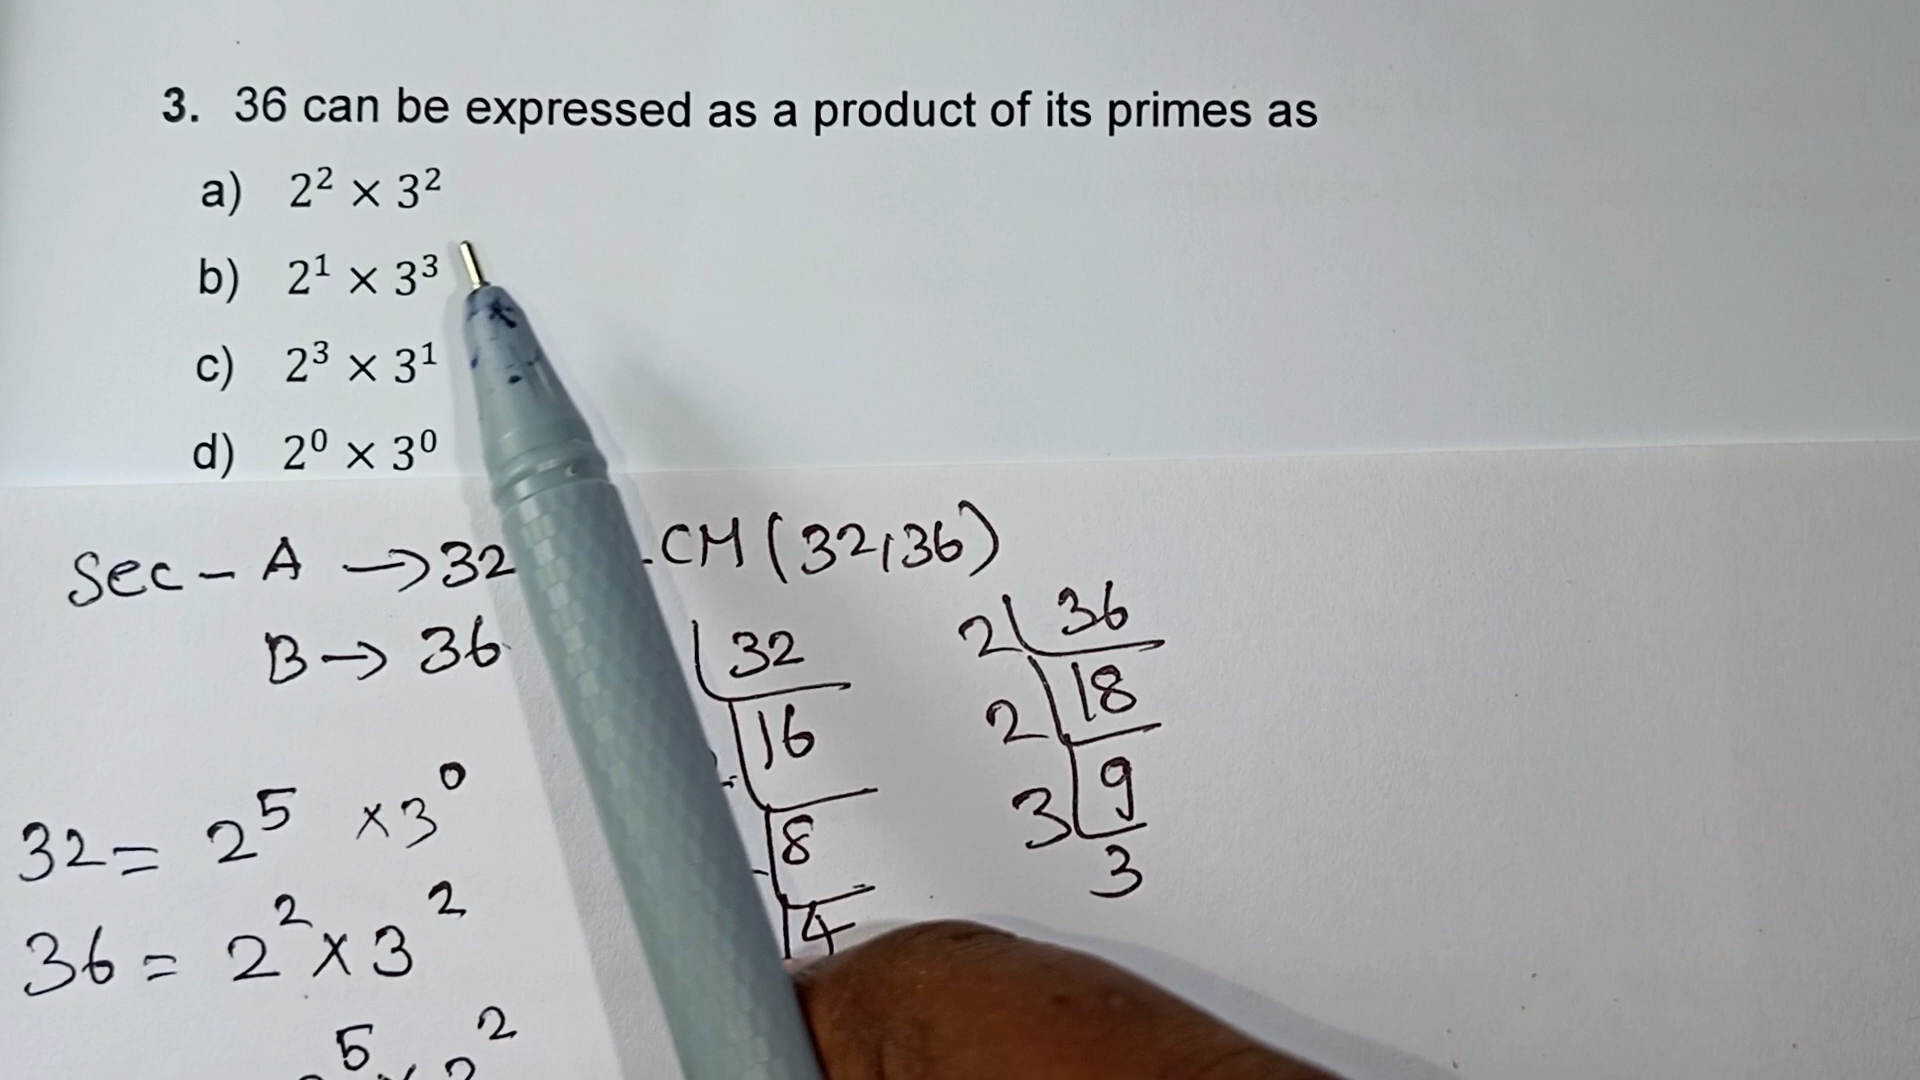 3. 36 can be expressed as a product of its primes as
a) 2² × 3²
b) 2¹ × 3³
c) 2³ × 3¹
d) 2⁰ × 3⁰
Sec - A → 32
B → 36
CM (32,36)
32
16
8
4
2 36
2 18
3 9
3
32 = 2⁵ × 3⁰
36 = 2² × 3²
5 2